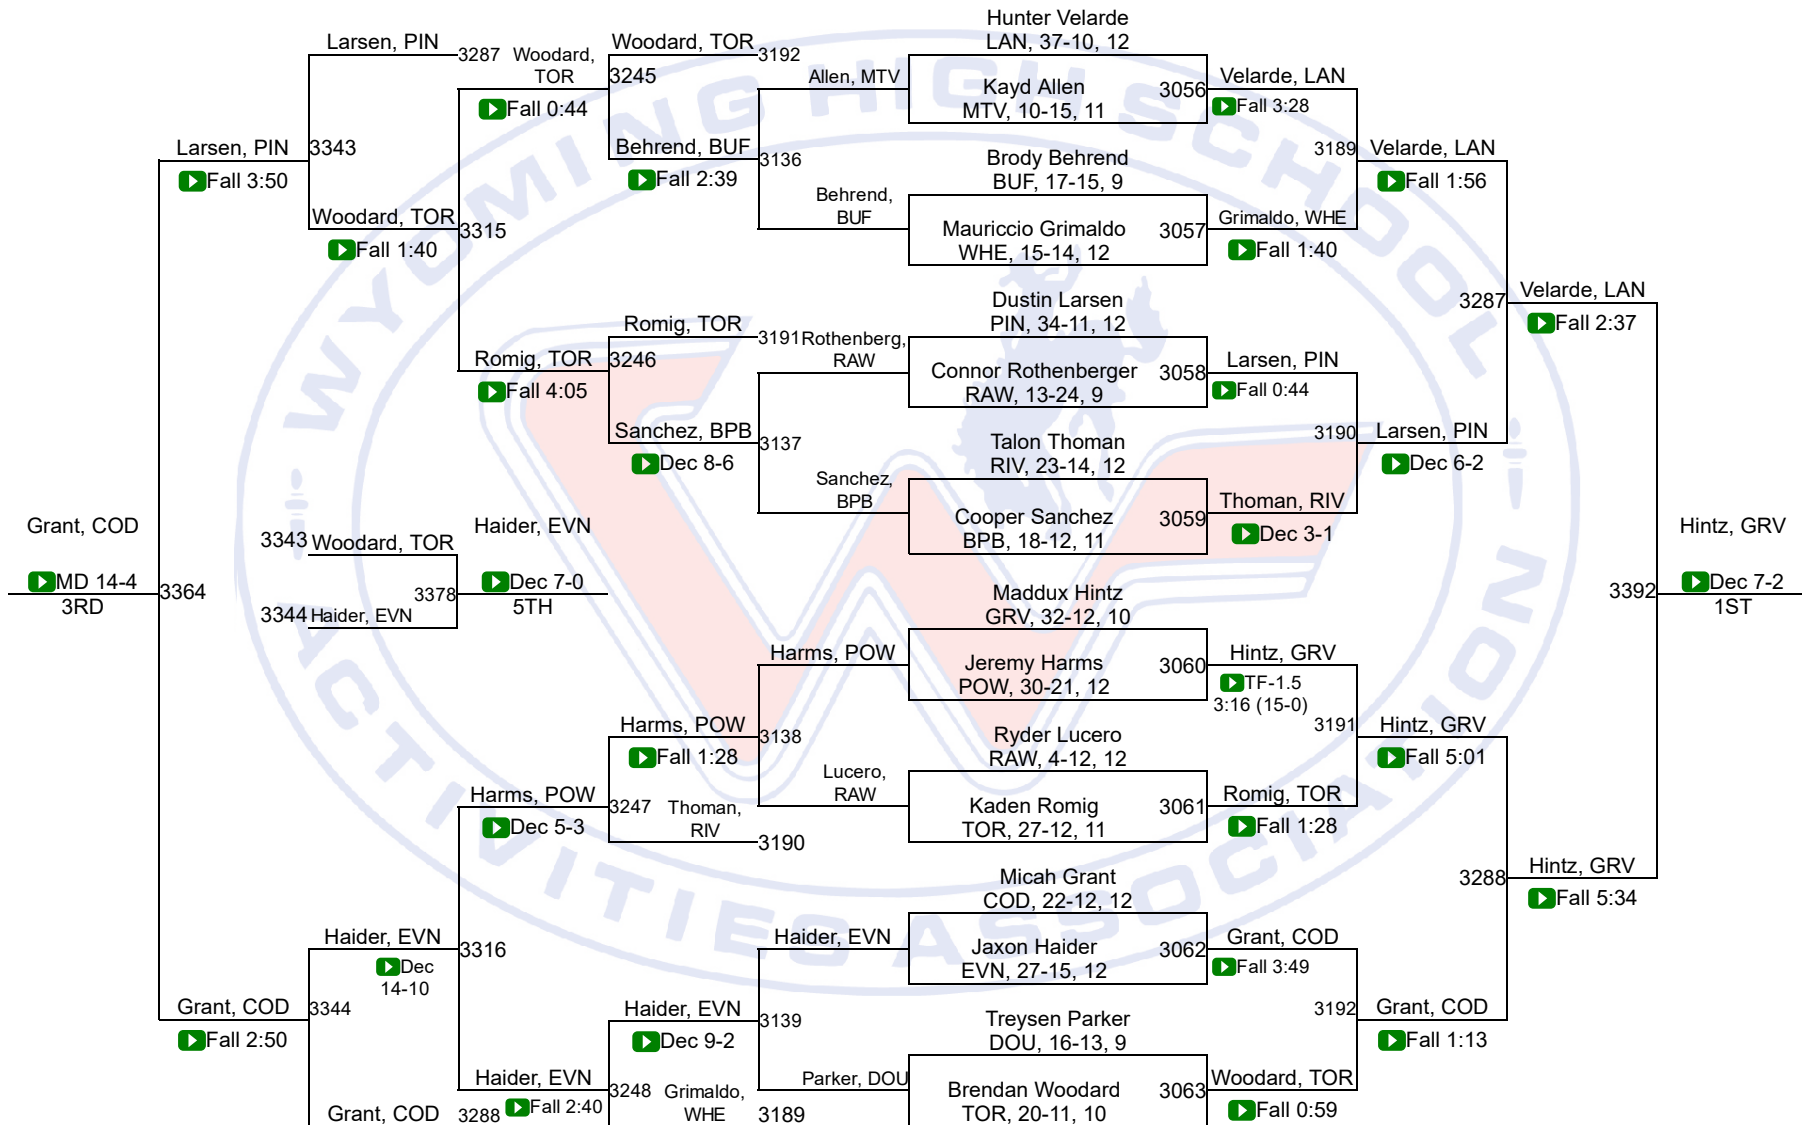 Hunter Velarde
LAN, 37-10, 12
Larsen, PIN
3287
Woodard,
TOR
Woodard, TOR
3192
3245
Allen, MTV
Kayd Allen
MTV, 10-15, 11
3056
Velarde, LAN
Fall 3:28
Fall 0:44
Larsen, PIN
3343
Fall 3:50
Behrend, BUF
3136
Fall 2:39
Brody Behrend
BUF, 17-15, 9
3189
Velarde, LAN
Fall 1:56
Behrend,
BUF
Woodard, TOR
3315
Fall 1:40
Mauriccio Grimaldo
WHE, 15-14, 12
3057
Grimaldo, WHE
Fall 1:40
Dustin Larsen
PIN, 34-11, 12
3287
Velarde, LAN
Fall 2:37
Romig, TOR
3191
Rothenberg,
RAW
Romig, TOR
3246
Fall 4:05
Connor Rothenberger
RAW, 13-24, 9
3058
Larsen, PIN
Fall 0:44
Sanchez, BPB
3137
Dec 8-6
Talon Thoman
RIV, 23-14, 12
3190
Larsen, PIN
Dec 6-2
Sanchez,
BPB
Cooper Sanchez
BPB, 18-12, 11
3059
Thoman, RIV
Dec 3-1
Grant, COD
MD 14-4
3RD
3364
3343
Woodard, TOR
3344
Haider, EVN
3378
Haider, EVN
Dec 7-0
5TH
3392
Hintz, GRV
Dec 7-2
1ST
Maddux Hintz
GRV, 32-12, 10
Harms, POW
Jeremy Harms
POW, 30-21, 12
3060
Hintz, GRV
TF-1.5
3:16 (15-0)
Harms, POW
3138
Fall 1:28
Ryder Lucero
RAW, 4-12, 12
3191
Hintz, GRV
Fall 5:01
Lucero,
RAW
Harms, POW
3247
Dec 5-3
Thoman,
RIV
3190
Kaden Romig
TOR, 27-12, 11
3061
Romig, TOR
Fall 1:28
Micah Grant
COD, 22-12, 12
3288
Hintz, GRV
Fall 5:34
Haider, EVN
3316
Dec
14-10
Haider, EVN
Jaxon Haider
EVN, 27-15, 12
3062
Grant, COD
Fall 3:49
Grant, COD
3344
Fall 2:50
Haider, EVN
3139
Dec 9-2
Treysen Parker
DOU, 16-13, 9
3192
Grant, COD
Fall 1:13
Haider, EVN
3248
Fall 2:40
Grimaldo,
WHE
3189
Parker, DOU
Brendan Woodard
TOR, 20-11, 10
3063
Woodard, TOR
Fall 0:59
Grant, COD
3288
WYOMING HIGH SCHOOL
ACTIVITIES ASSOCIATION